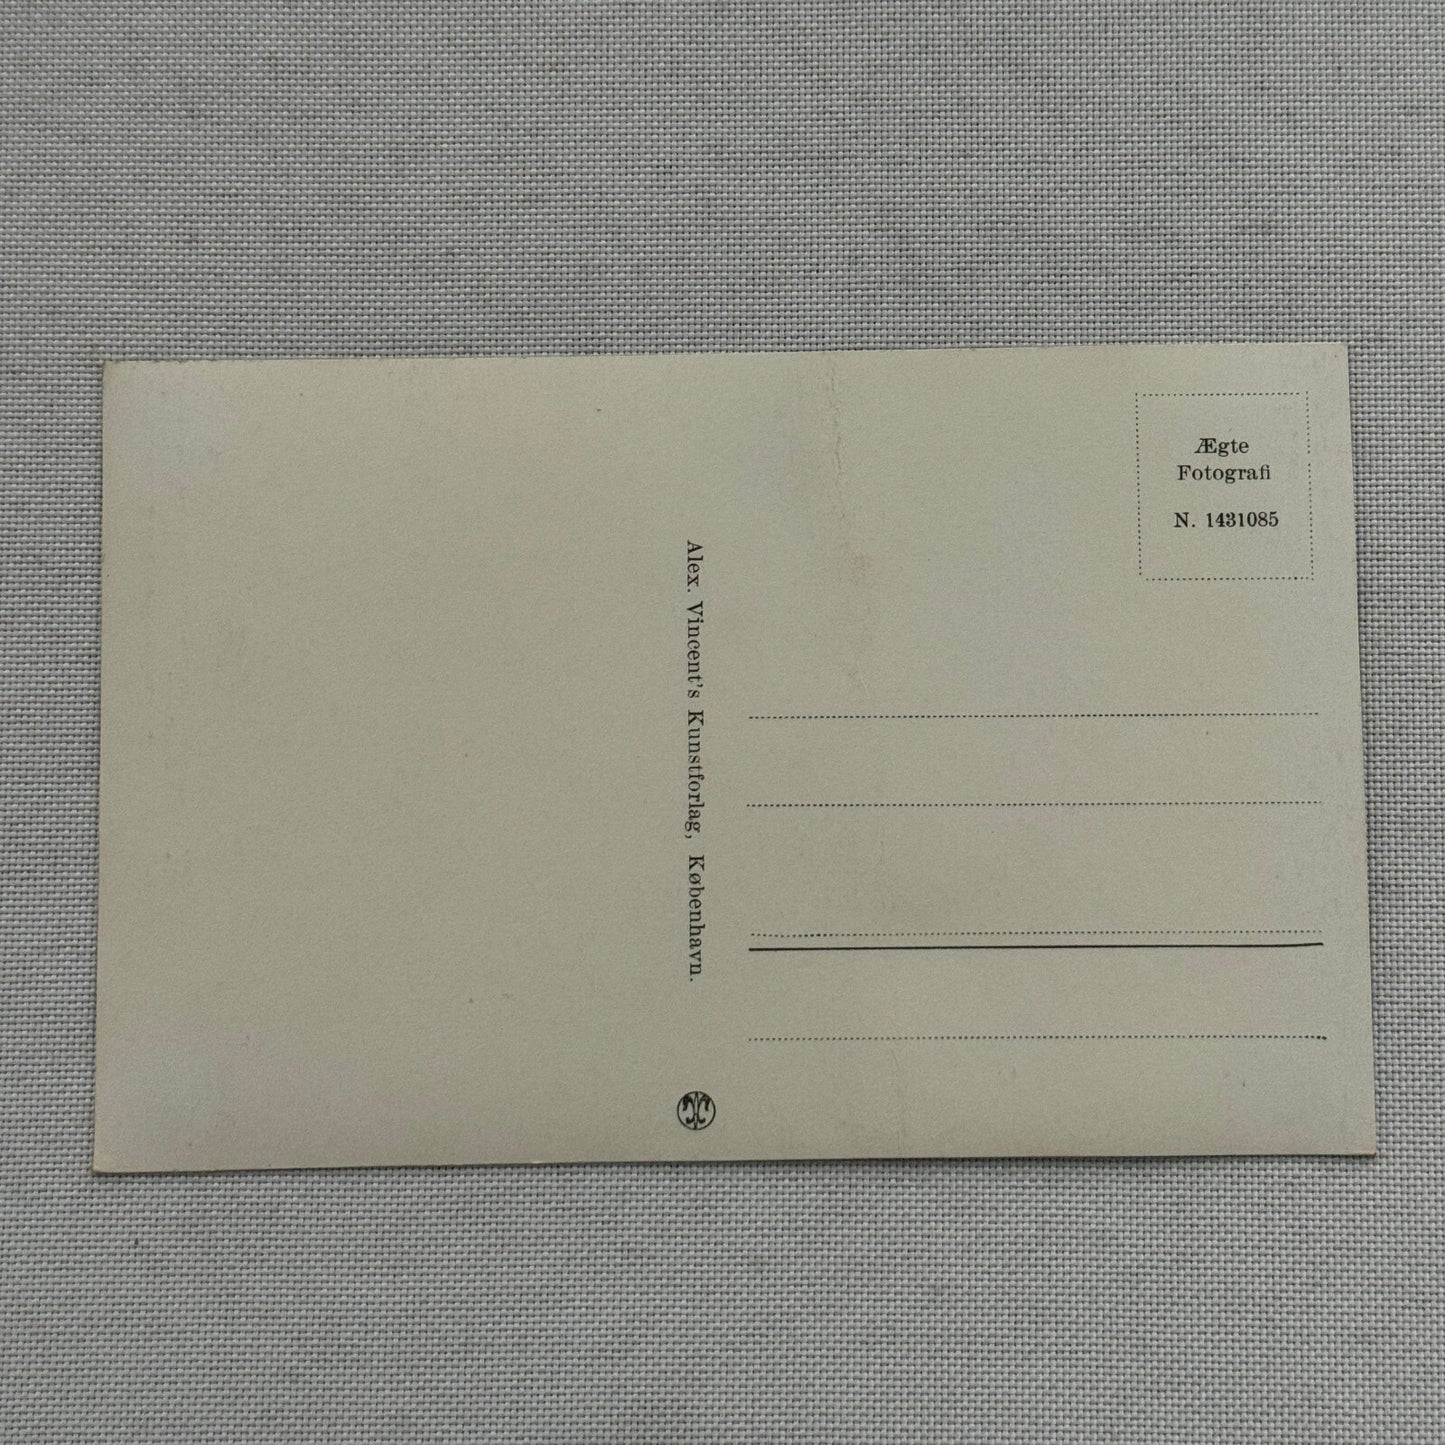 Ægte
Fotografi
N. 1431085
Alex. Vincent's Kunstforlag, København.